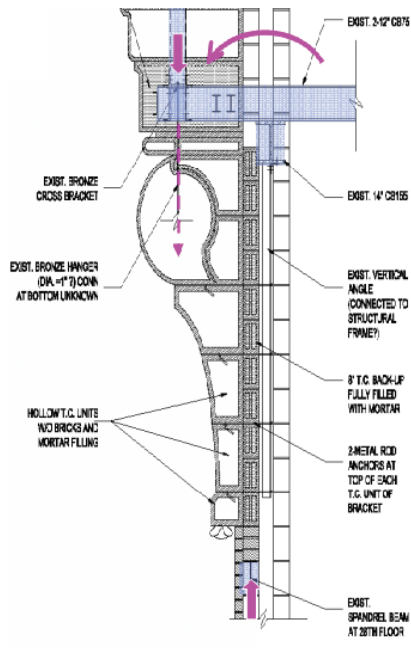 EXIST. 2-12" CB75
EXIST. BRONZE
CROSS BRACKET
EXIST. 14" CB155
EXIST. BRONZE HANGER
(DIA. =1" ?) CONN
AT BOTTOM UNKNOWN
EXIST. VERTICAL
ANGLE
(CONNECTED TO
STRUCTURAL
FRAME?)
8" T.C. BACK-UP
FULLY FILLED
WITH MORTAR
HOLLOW T.C. UNITS
W/O BRICKS AND
MORTAR FILLING
2-METAL ROD
ANCHORS AT
TOP OF EACH
T.C. UNIT OF
BRACKET
EXIST.
SPANDREL BEAM
AT 28TH FLOOR